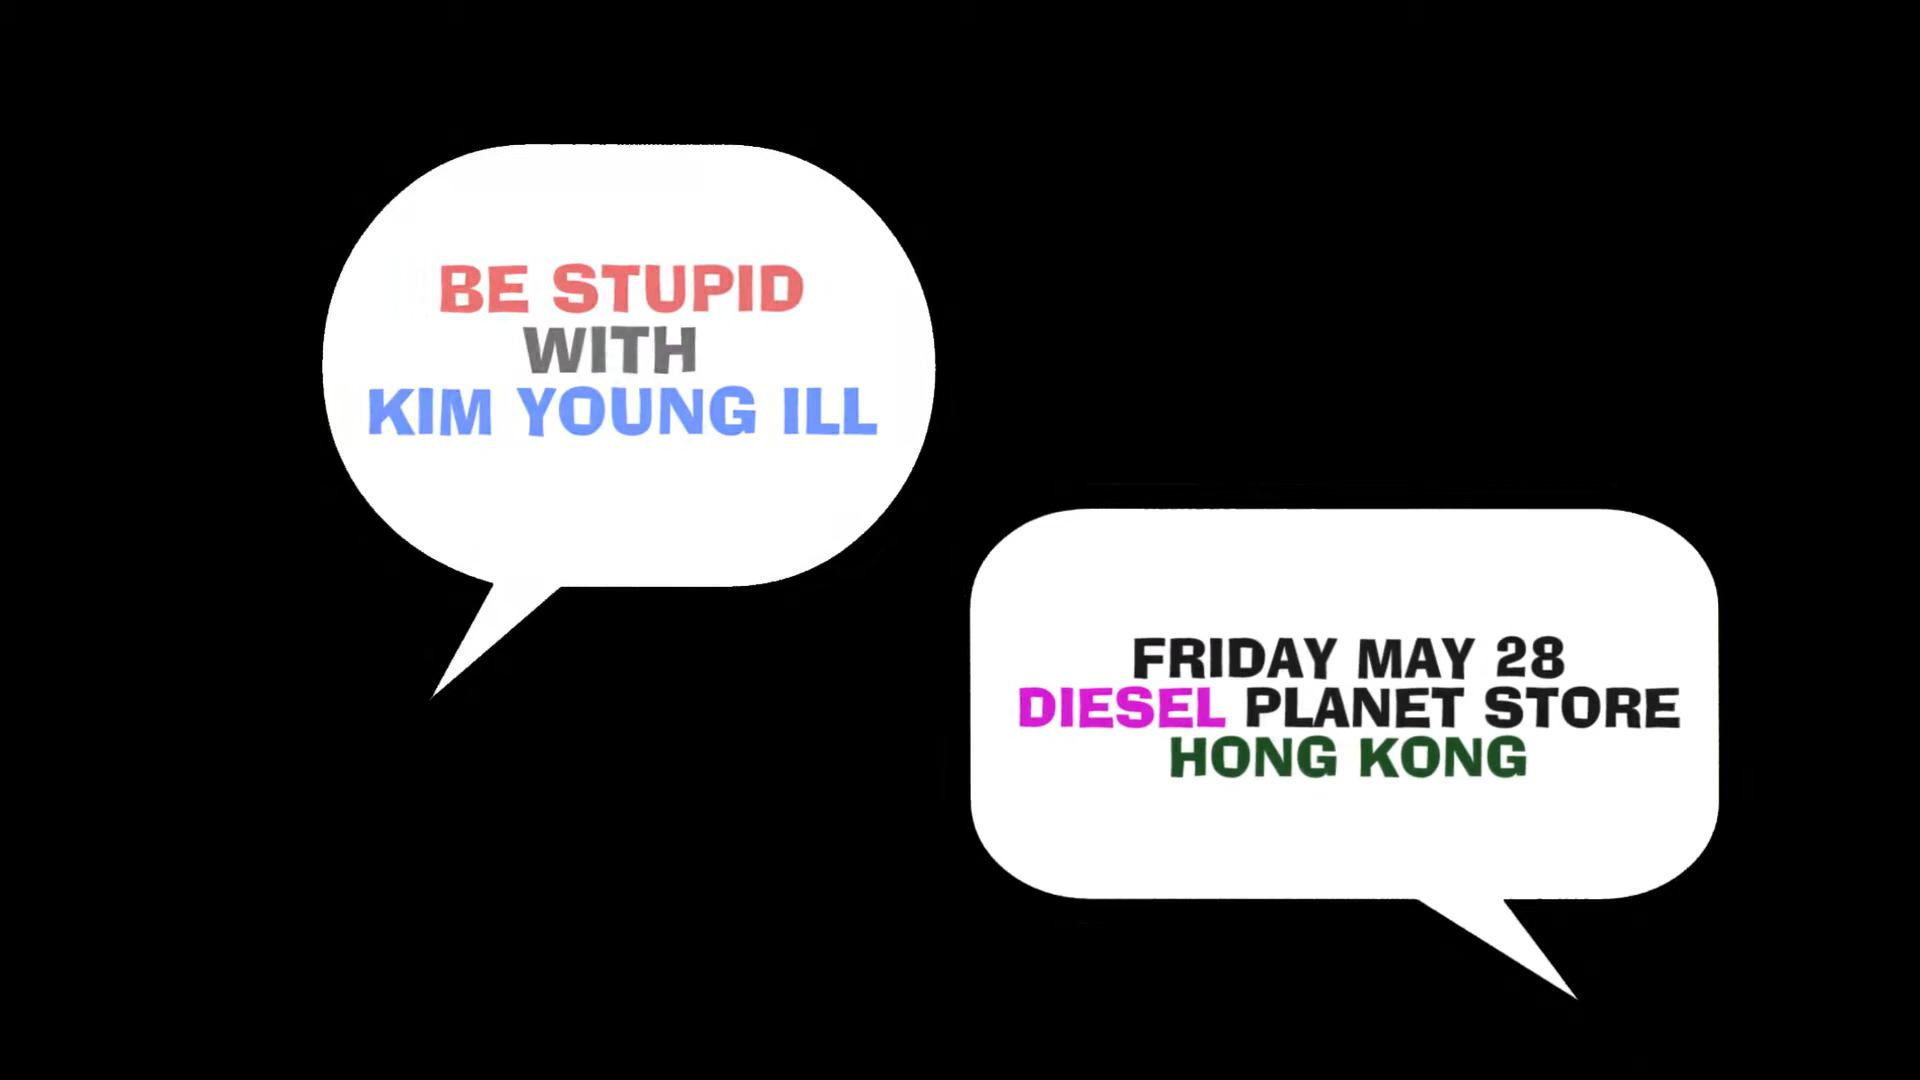 BE STUPID
WITH
KIM YOUNG ILL
FRIDAY MAY 28
DIESEL PLANET STORE
HONG KONG